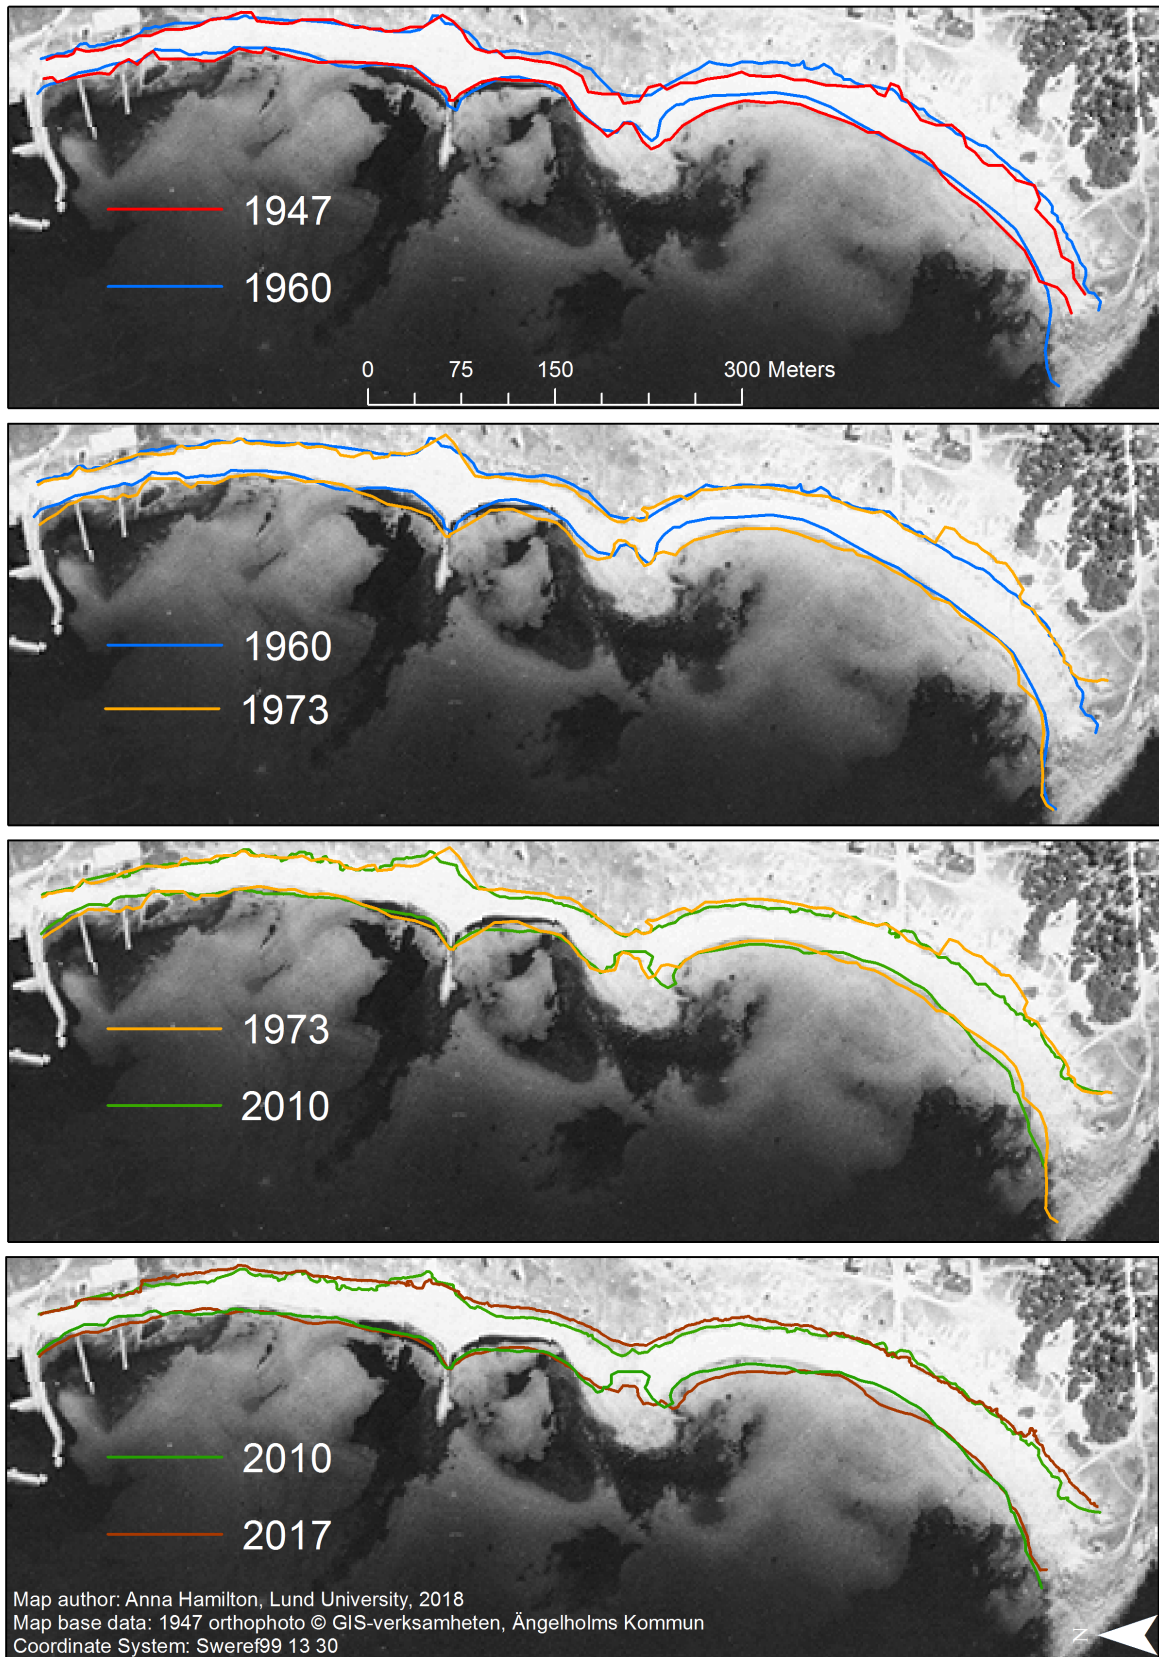 1947
1960
0 75 150 300 Meters
1960
1973
1973
2010
2010
2017
Map author: Anna Hamilton, Lund University, 2018
Map base data: 1947 orthophoto © GIS-verksamheten, Ängelholms Kommun
Coordinate System: Sweref99 13 30
N